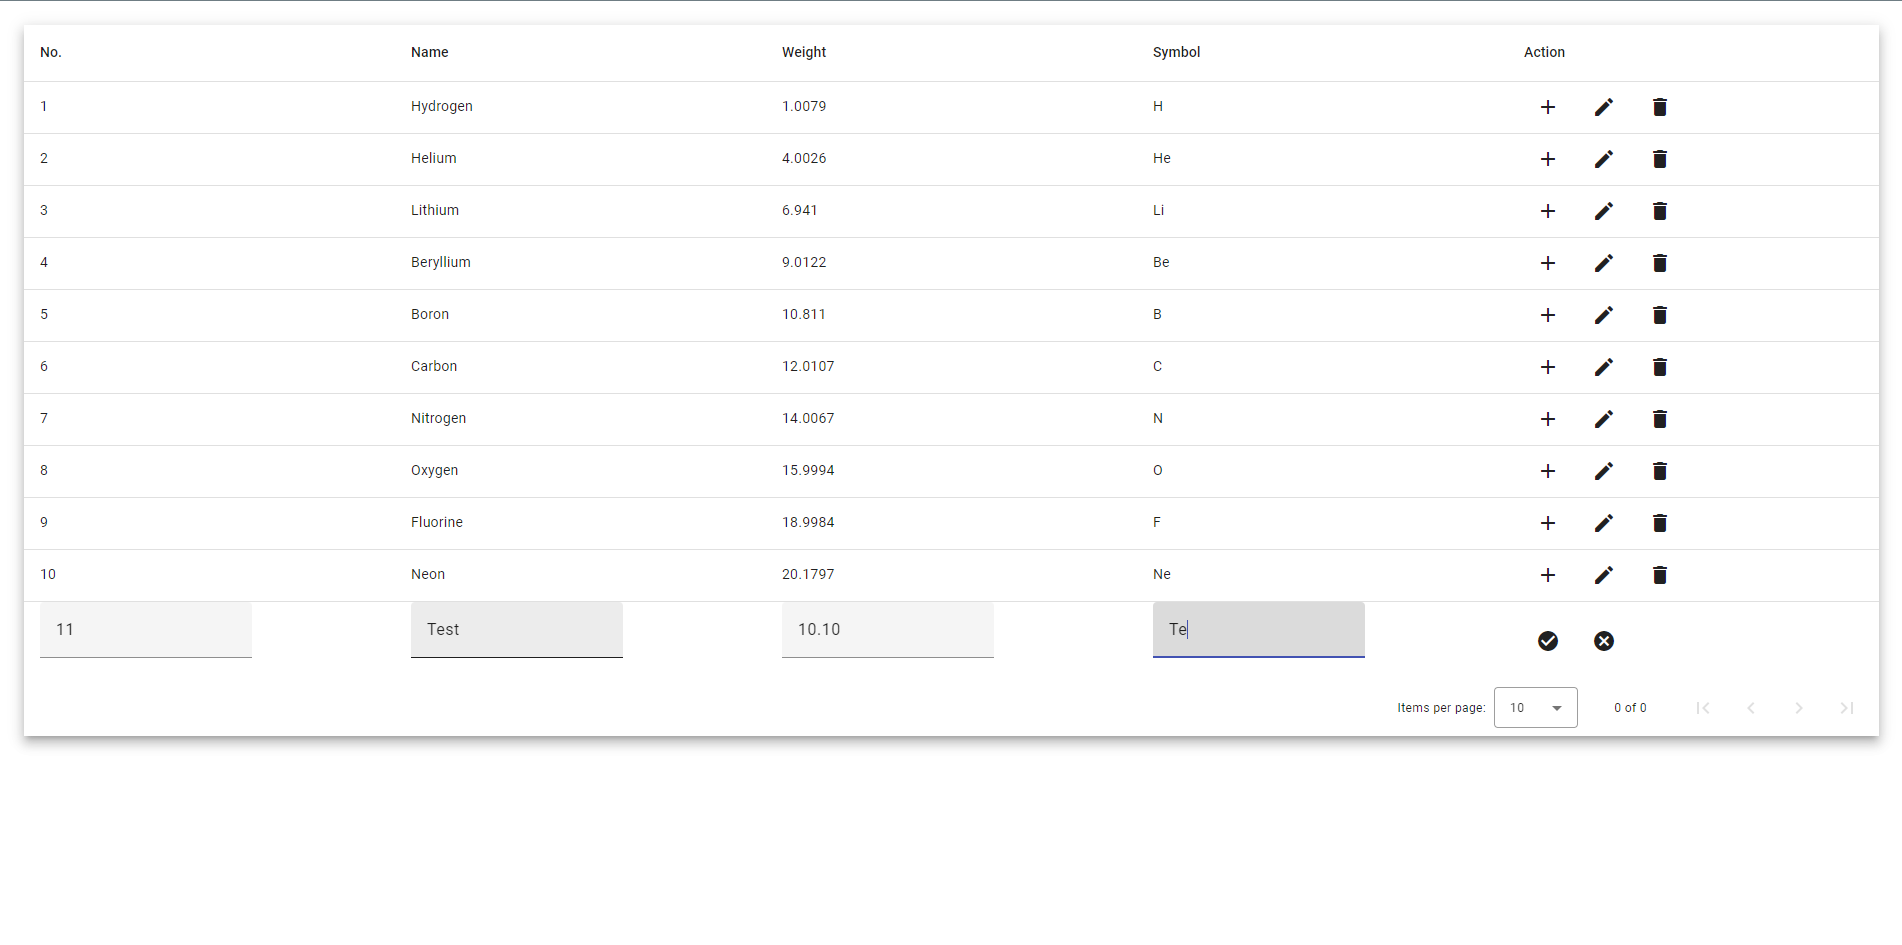 No. Name Weight Symbol Action
1 Hydrogen 1.0079 H
2 Helium 4.0026 He
3 Lithium 6.941 Li
4 Beryllium 9.0122 Be
5 Boron 10.811 B
6 Carbon 12.0107 C
7 Nitrogen 14.0067 N
8 Oxygen 15.9994 O
9 Fluorine 18.9984 F
10 Neon 20.1797 Ne
11 Test 10.10 Te
Items per page: 10 0 of 0